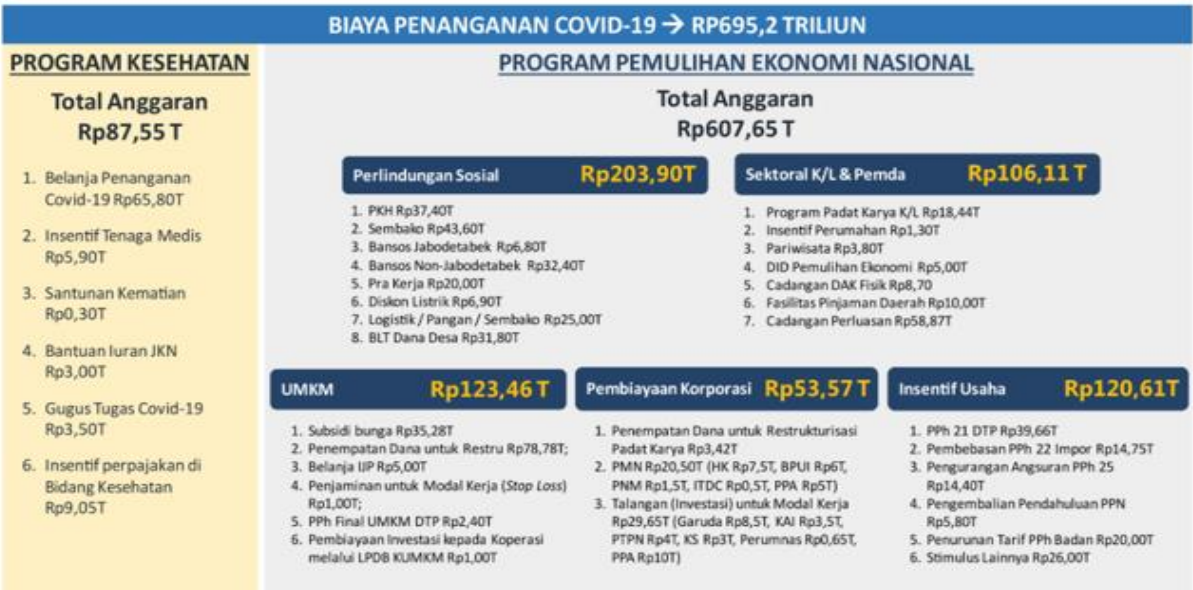 BIAYA PENANGANAN COVID-19 → RP695,2 TRILIUN
PROGRAM KESEHATAN
Total Anggaran
Rp87,55 T
1. Belanja Penanganan
Covid-19 Rp65,80T
2. Insentif Tenaga Medis
Rp5,90T
3. Santunan Kematian
Rp0,30T
4. Bantuan Iuran JKN
Rp3,00T
5. Gugus Tugas Covid-19
Rp3,50T
6. Insentif perpajakan di
Bidang Kesehatan
Rp9,05T
PROGRAM PEMULIHAN EKONOMI NASIONAL
Total Anggaran
Rp607,65 T
Perlindungan Sosial Rp203,90T
1. PKH Rp37,40T
2. Sembako Rp43,60T
3. Bansos Jabodetabek Rp6,80T
4. Bansos Non-Jabodetabek Rp32,40T
5. Pra Kerja Rp20,00T
6. Diskon Listrik Rp6,90T
7. Logistik / Pangan / Sembako Rp25,00T
8. BLT Dana Desa Rp31,80T
Sektoral K/L & Pemda Rp106,11 T
1. Program Padat Karya K/L Rp18,44T
2. Insentif Perumahan Rp1,30T
3. Pariwisata Rp3,80T
4. DID Pemulihan Ekonomi Rp5,00T
5. Cadangan DAK Fisik Rp8,70
6. Fasilitas Pinjaman Daerah Rp10,00T
7. Cadangan Perluasan Rp58,87T
UMKM Rp123,46 T
1. Subsidi bunga Rp35,28T
2. Penempatan Dana untuk Restru Rp78,78T;
3. Belanja IJP Rp5,00T
4. Penjaminan untuk Modal Kerja (Stop Loss)
Rp1,00T;
5. PPh Final UMKM DTP Rp2,40T
6. Pembiayaan Investasi kepada Koperasi
melalui LPDB KUMKM Rp1,00T
Pembiayaan Korporasi Rp53,57 T
1. Penempatan Dana untuk Restrukturisasi
Padat Karya Rp3,42T
2. PMN Rp20,50T (HK Rp7,5T, BPUI Rp6T,
PNM Rp1,5T, ITDC Rp0,5T, PPA Rp5T)
3. Talangan (Investasi) untuk Modal Kerja
Rp29,65T (Garuda Rp8,5T, KAI Rp3,5T,
PTPN Rp4T, KS Rp3T, Perumnas Rp0,65T,
PPA Rp10T)
Insentif Usaha Rp120,61T
1. PPh 21 DTP Rp39,66T
2. Pembebasan PPh 22 Impor Rp14,75T
3. Pengurangan Angsuran PPh 25
Rp14,40T
4. Pengembalian Pendahuluan PPN
Rp5,80T
5. Penurunan Tarif PPh Badan Rp20,00T
6. Stimulus Lainnya Rp26,00T